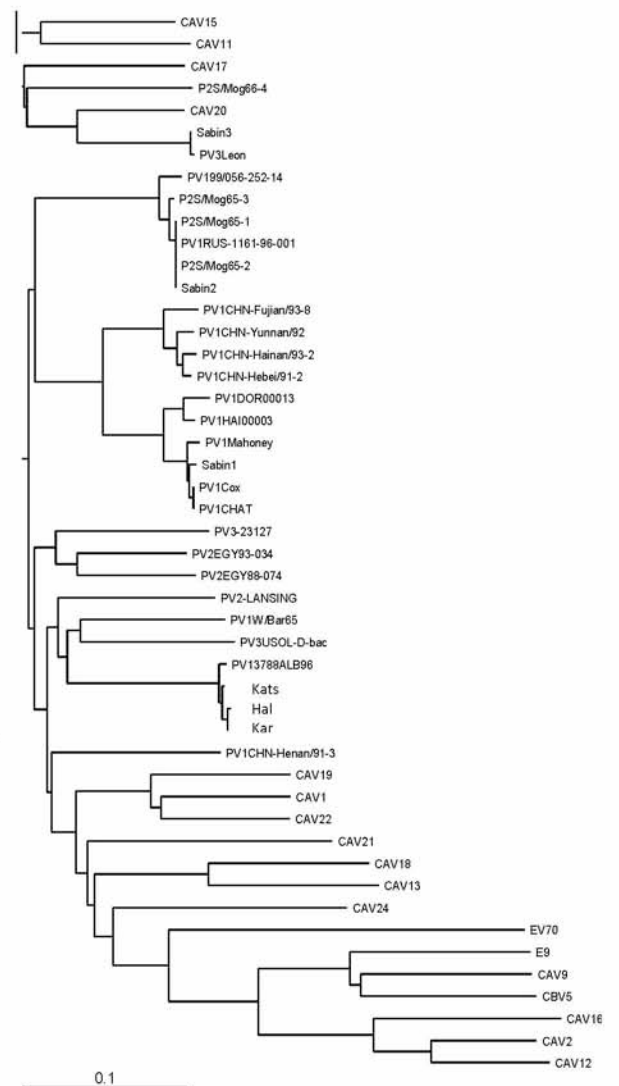 CAV15
CAV11
CAV17
P2S/Mog66-4
CAV20
Sabin3
PV3Leon
PV199/056-252-14
P2S/Mog65-3
P2S/Mog65-1
PV1RUS-1161-96-001
P2S/Mog65-2
Sabin2
PV1CHN-Fujian/93-8
PV1CHN-Yunnan/92
PV1CHN-Hainan/93-2
PV1CHN-Hebei/91-2
PV1DOR00013
PV1HAI00003
PV1Mahoney
Sabin1
PV1Cox
PV1CHAT
PV3-23127
PV2EGY93-034
PV2EGY88-074
PV2-LANSING
PV1W/Bar65
PV3USOL-D-bac
PV13788ALB96
Kats
Hal
Kar
PV1CHN-Henan/91-3
CAV19
CAV1
CAV22
CAV21
CAV18
CAV13
CAV24
EV70
E9
CAV9
CBV5
CAV16
CAV2
CAV12
0.1